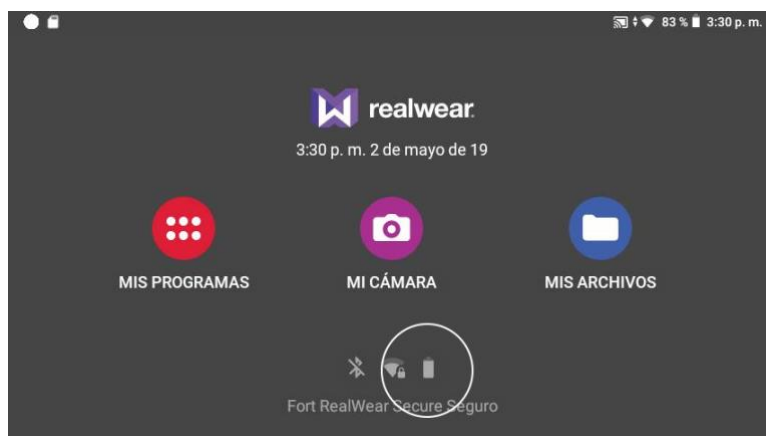 83 % 3:30 p. m.
realwear
3:30 p. m. 2 de mayo de 19
MIS PROGRAMAS MI CÁMARA MIS ARCHIVOS
Fort RealWear Secure Seguro